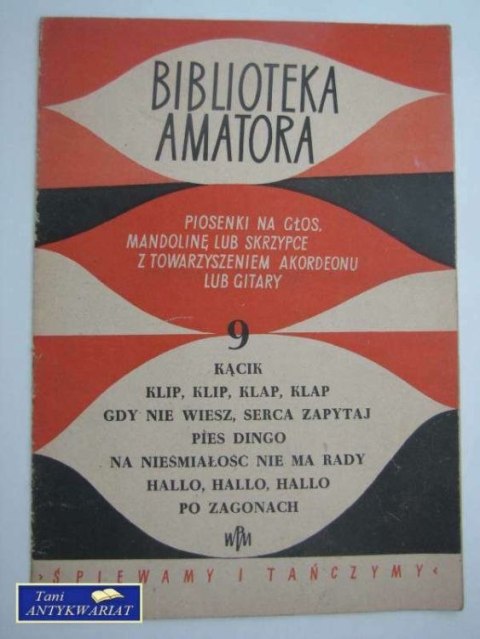 BIBLIOTEKA
AMATORA
PIOSENKI NA GŁOS,
MANDOLINĘ LUB SKRZYPCE
Z TOWARZYSZENIEM AKORDEONU
LUB GITARY
9
KĄCIK
KLIP, KLIP, KLAP, KLAP
GDY NIE WIESZ, SERCA ZAPYTAJ
PIES DINGO
NA NIEŚMIAŁOŚC NIE MA RADY
HALLO, HALLO, HALLO
PO ZAGONACH
PWM
›ŚPIEWAMY I TAŃCZYMY‹
Tani
ANTYKWARIAT